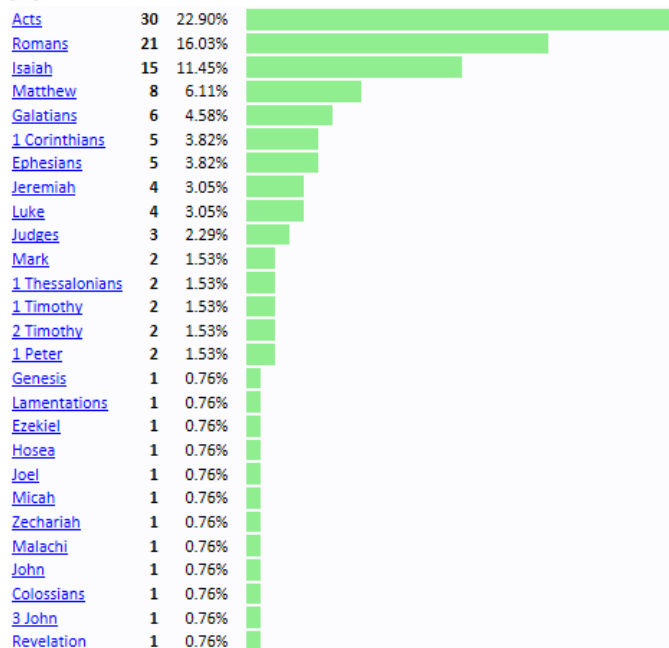 Acts 30 22.90%
Romans 21 16.03%
Isaiah 15 11.45%
Matthew 8 6.11%
Galatians 6 4.58%
1 Corinthians 5 3.82%
Ephesians 5 3.82%
Jeremiah 4 3.05%
Luke 4 3.05%
Judges 3 2.29%
Mark 2 1.53%
1 Thessalonians 2 1.53%
1 Timothy 2 1.53%
2 Timothy 2 1.53%
1 Peter 2 1.53%
Genesis 1 0.76%
Lamentations 1 0.76%
Ezekiel 1 0.76%
Hosea 1 0.76%
Joel 1 0.76%
Micah 1 0.76%
Zechariah 1 0.76%
Malachi 1 0.76%
John 1 0.76%
Colossians 1 0.76%
3 John 1 0.76%
Revelation 1 0.76%